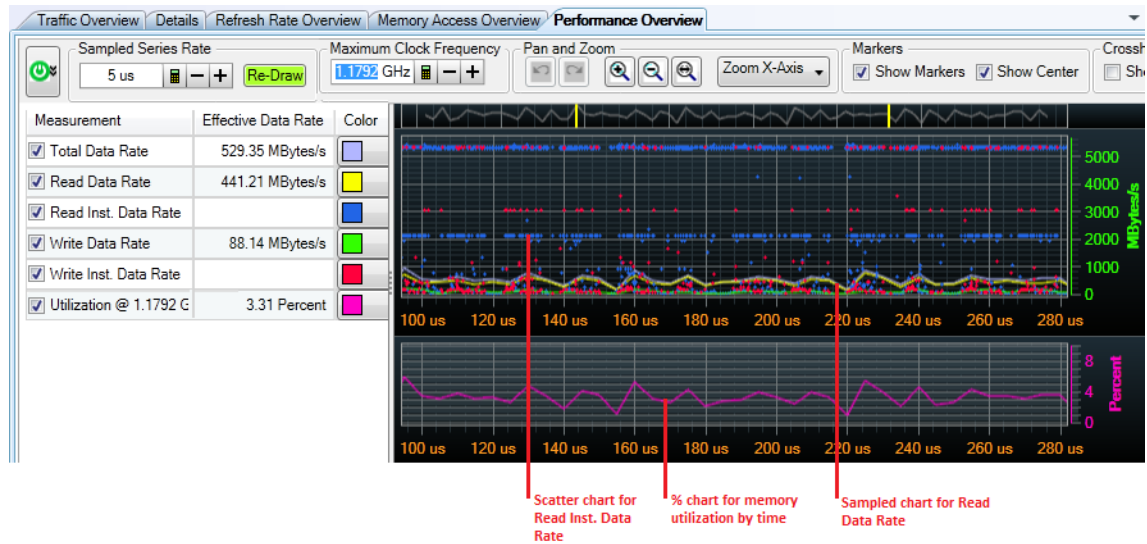 Traffic Overview Details Refresh Rate Overview Memory Access Overview Performance Overview
Sampled Series Rate Maximum Clock Frequency Pan and Zoom Markers Crossh
5 us Re-Draw 1.1792 GHz Zoom X-Axis Show Markers Show Center Sho
Measurement Effective Data Rate Color
Total Data Rate 529.35 MBytes/s
Read Data Rate 441.21 MBytes/s
Read Inst. Data Rate
Write Data Rate 88.14 MBytes/s
Write Inst. Data Rate
Utilization @ 1.1792 G 3.31 Percent
5000
4000
3000
2000
1000
0
MBytes/s
100 us 120 us 140 us 160 us 180 us 200 us 220 us 240 us 260 us 280 us
8
4
0
Percent
100 us 120 us 140 us 160 us 180 us 200 us 220 us 240 us 260 us 280 us
Scatter chart for
Read Inst. Data
Rate
% chart for memory
utilization by time
Sampled chart for Read
Data Rate